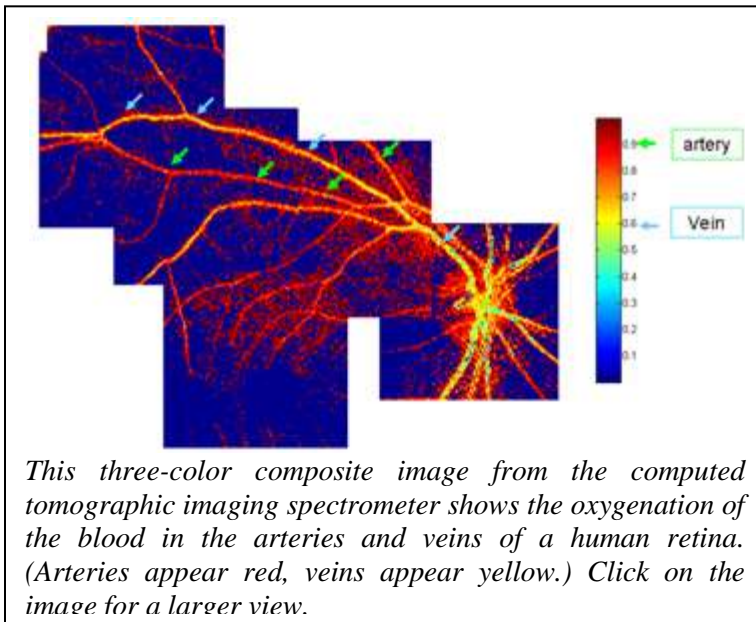 0.9
artery
0.8
0.7
Vein
0.6
0.5
0.4
0.3
0.2
0.1
This three-color composite image from the computed
tomographic imaging spectrometer shows the oxygenation of
the blood in the arteries and veins of a human retina.
(Arteries appear red, veins appear yellow.) Click on the
image for a larger view.